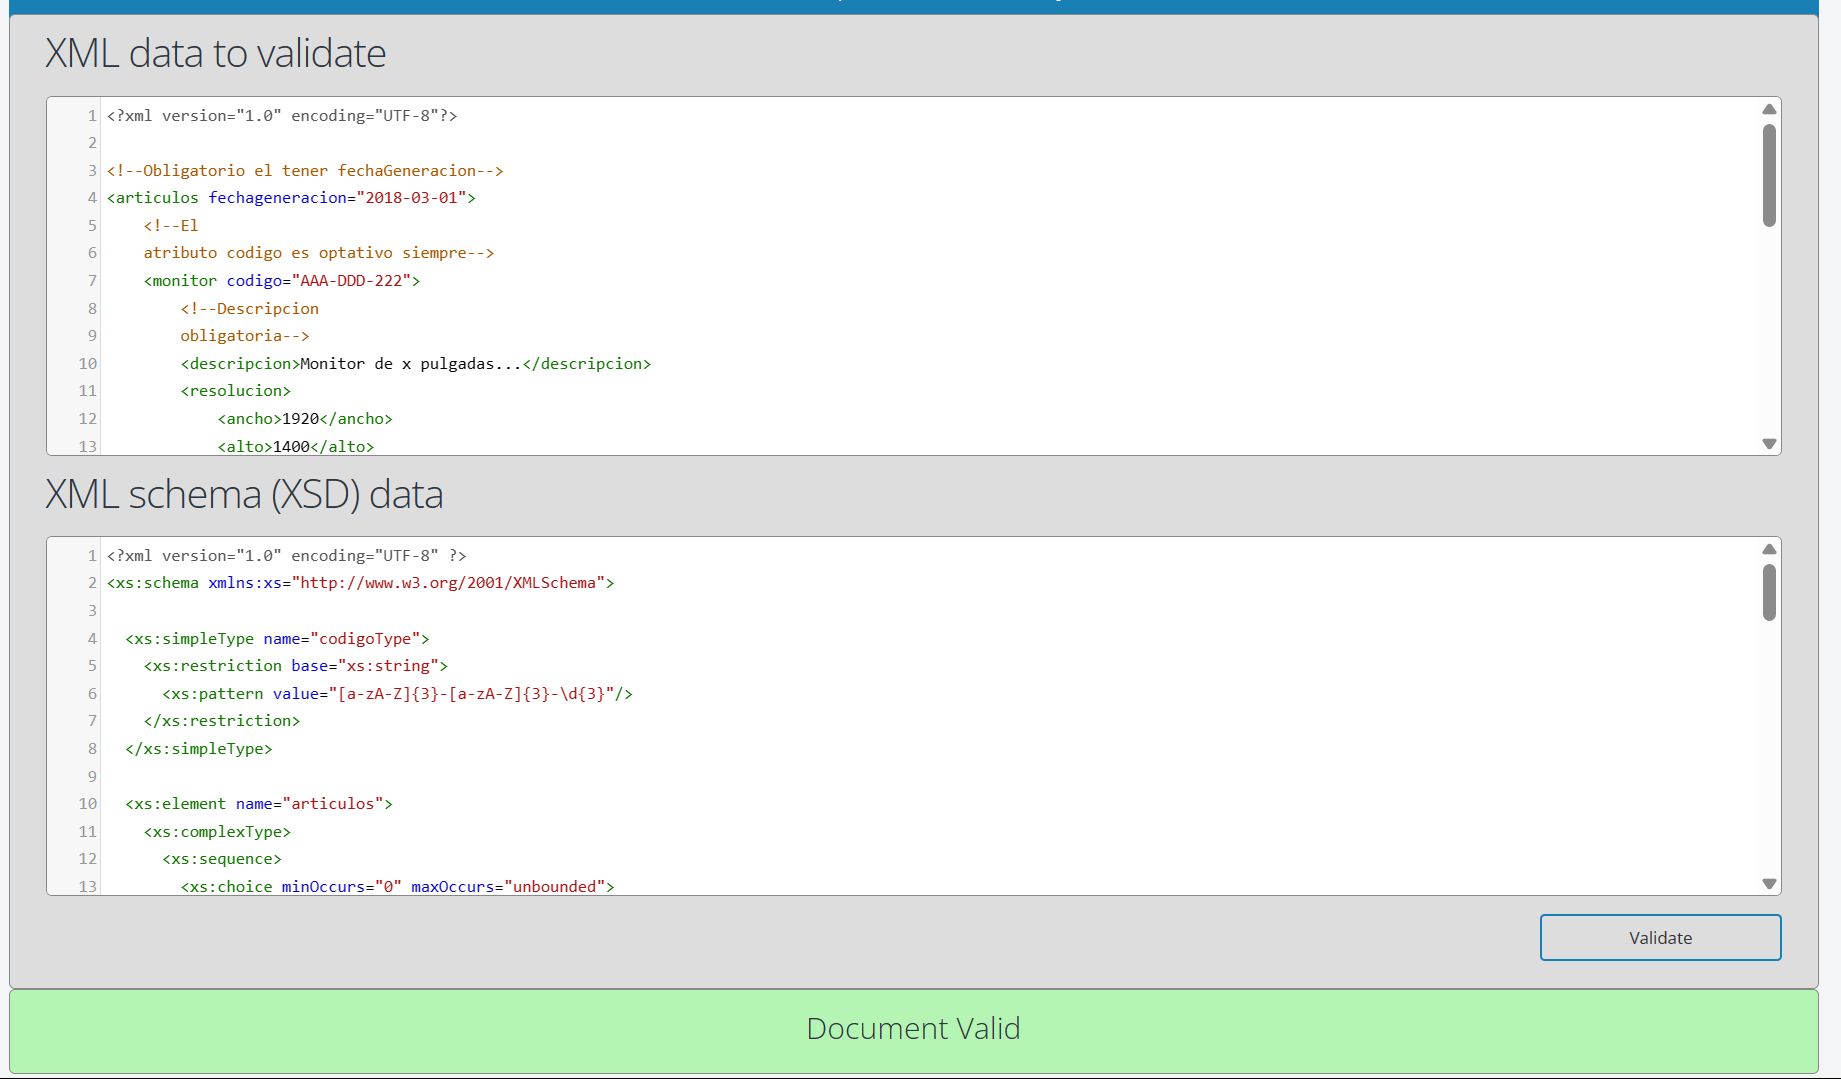 XML data to validate
1 <?xml version="1.0" encoding="UTF-8"?>
2
3 <!--Obligatorio el tener fechaGeneracion-->
4 <articulos fechageneracion="2018-03-01">
5 <!--El
6 atributo codigo es optativo siempre-->
7 <monitor codigo="AAA-DDD-222">
8 <!--Descripcion
9 obligatoria-->
10 <descripcion>Monitor de x pulgadas...</descripcion>
11 <resolucion>
12 <ancho>1920</ancho>
13 <alto>1400</alto>
XML schema (XSD) data
1 <?xml version="1.0" encoding="UTF-8" ?>
2 <xs:schema xmlns:xs="http://www.w3.org/2001/XMLSchema">
3
4 <xs:simpleType name="codigoType">
5 <xs:restriction base="xs:string">
6 <xs:pattern value="[a-zA-Z]{3}-[a-zA-Z]{3}-\d{3}"/>
7 </xs:restriction>
8 </xs:simpleType>
9
10 <xs:element name="articulos">
11 <xs:complexType>
12 <xs:sequence>
13 <xs:choice minOccurs="0" maxOccurs="unbounded">
Validate
Document Valid